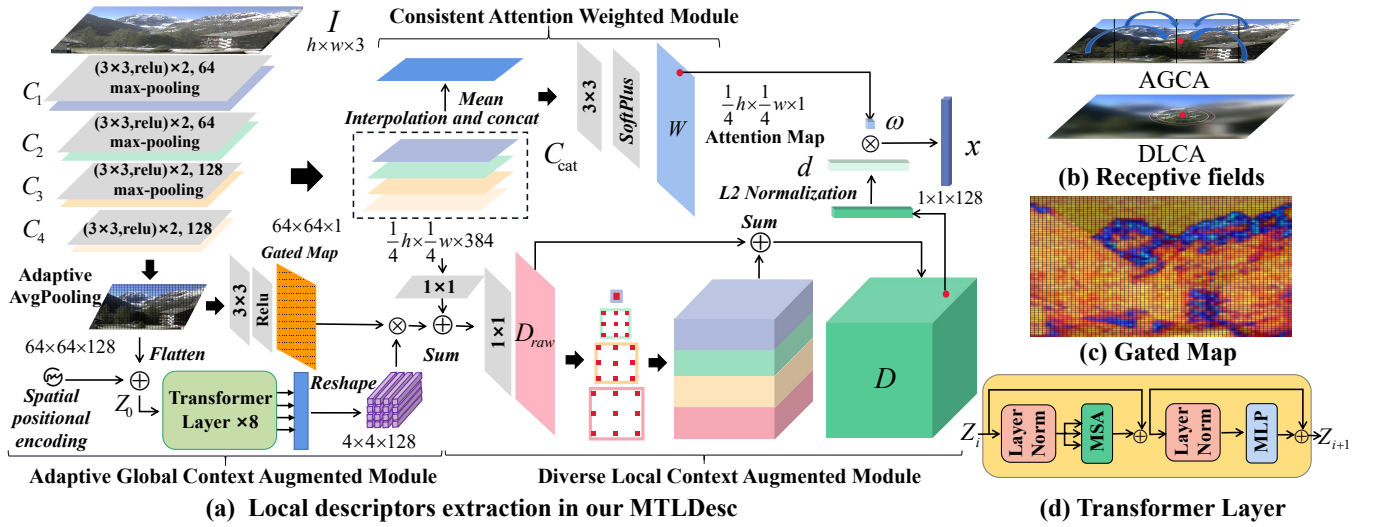 I
h×w×3
Consistent Attention Weighted Module
C1
(3×3,relu)×2, 64
max-pooling
C2
(3×3,relu)×2, 64
max-pooling
C3
(3×3,relu)×2, 128
max-pooling
C4
(3×3,relu)×2, 128
Mean
Interpolation and concat
Ccat
3×3
SoftPlus
W
1/4 h×1/4 w×1
Attention Map
ω
⊗
x
d
L2 Normalization
1×1×128
AGCA
DLCA
(b) Receptive fields
64×64×1
Gated Map
1/4 h×1/4 w×384
Adaptive
AvgPooling
3×3
Relu
1×1
⊗
⊕
Sum
1×1
Draw
Sum
⊕
D
(c) Gated Map
64×64×128
Flatten
⊕
Spatial
positional
encoding
Z0
Transformer
Layer ×8
Reshape
4×4×128
Zi
Layer
Norm
MSA
⊕
Layer
Norm
MLP
⊕
Zi+1
Adaptive Global Context Augmented Module
Diverse Local Context Augmented Module
(a) Local descriptors extraction in our MTLDesc
(d) Transformer Layer